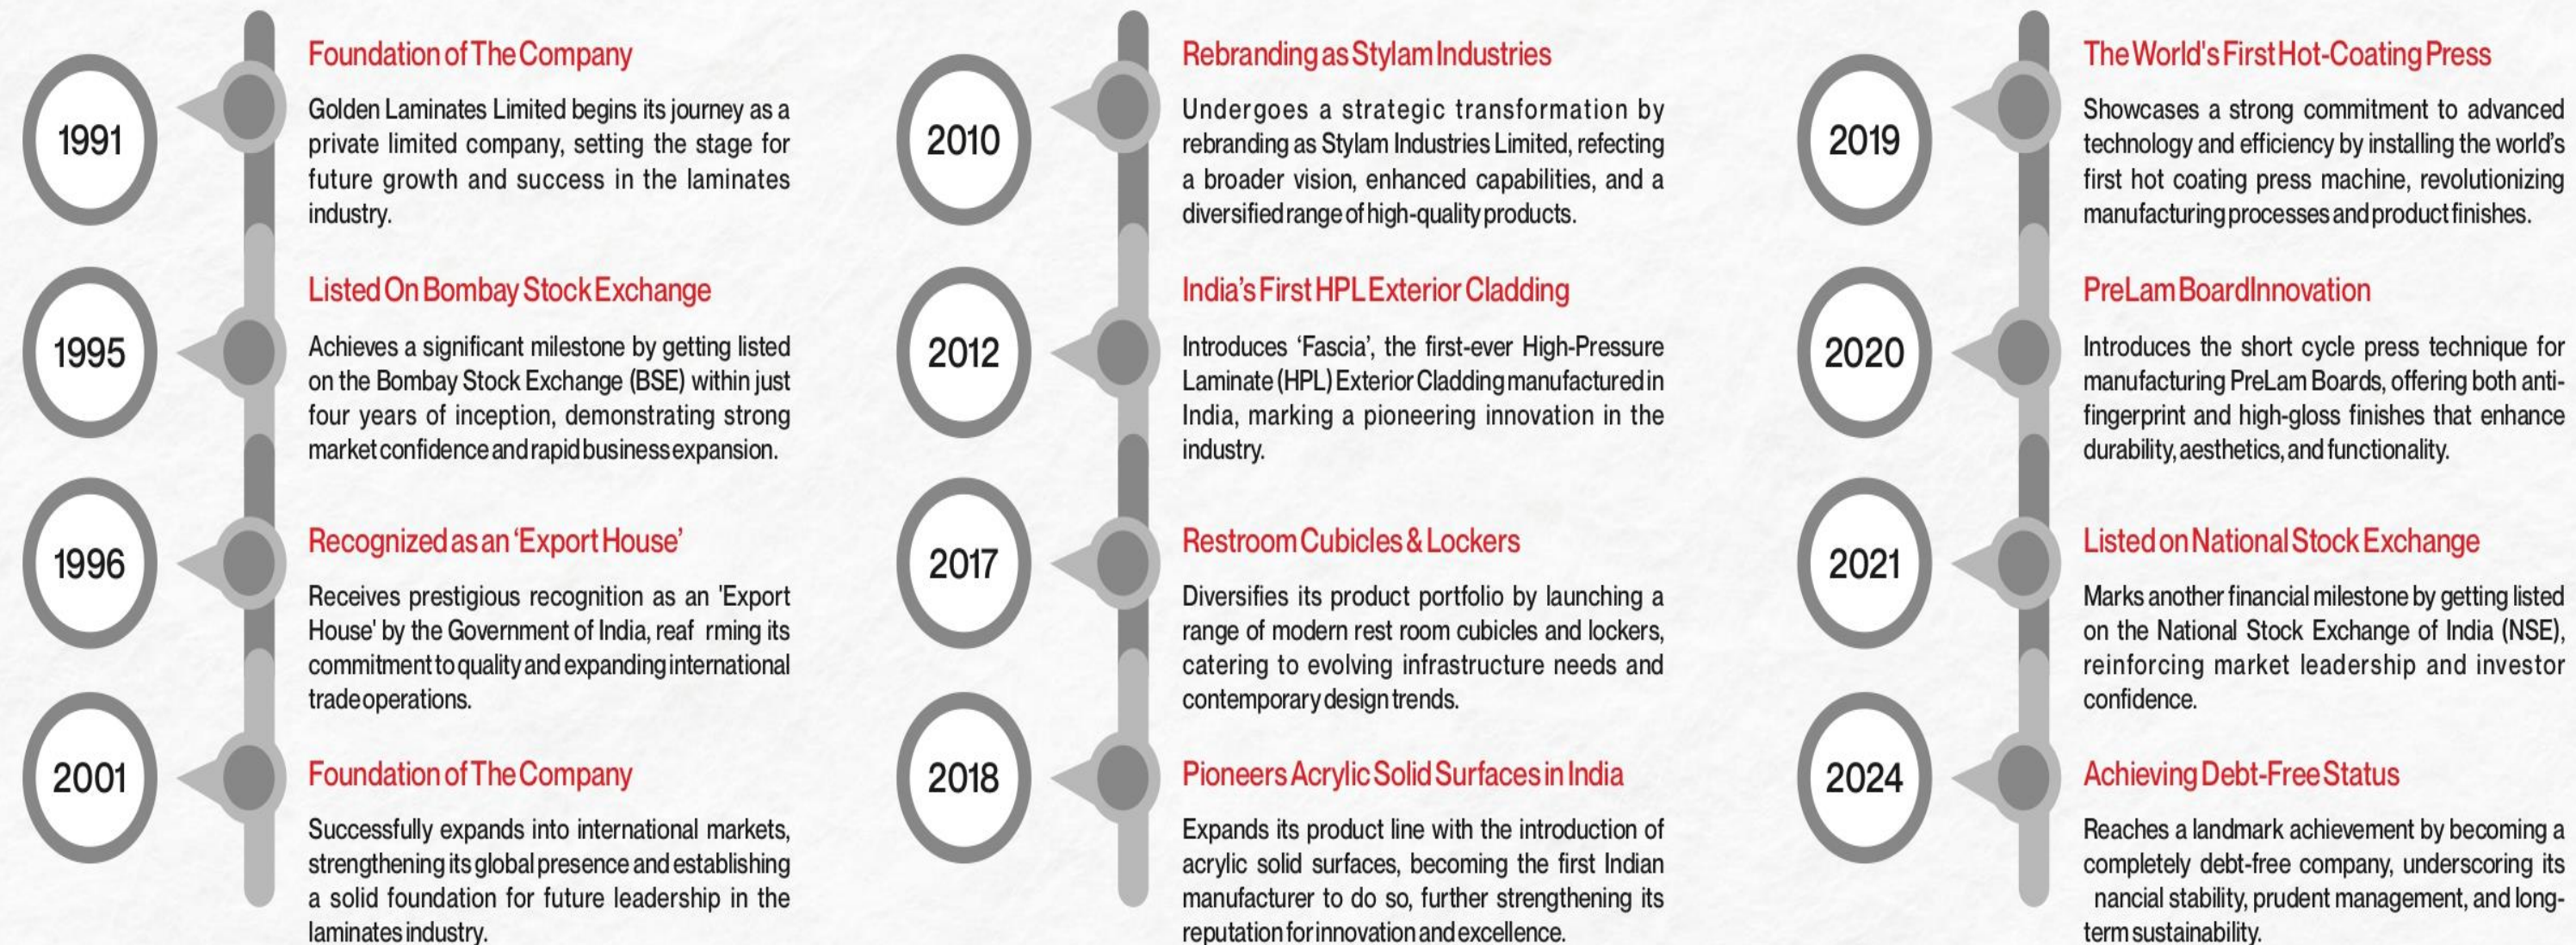 1991
Foundation of The Company
Golden Laminates Limited begins its journey as a
private limited company, setting the stage for
future growth and success in the laminates
industry.
1995
Listed On Bombay Stock Exchange
Achieves a significant milestone by getting listed
on the Bombay Stock Exchange (BSE) within just
four years of inception, demonstrating strong
market confidence and rapid business expansion.
1996
Recognized as an ‘Export House’
Receives prestigious recognition as an 'Export
House' by the Government of India, reaf rming its
commitment to quality and expanding international
trade operations.
2001
Foundation of The Company
Successfully expands into international markets,
strengthening its global presence and establishing
a solid foundation for future leadership in the
laminates industry.
2010
Rebranding as Stylam Industries
Undergoes a strategic transformation by
rebranding as Stylam Industries Limited, refecting
a broader vision, enhanced capabilities, and a
diversified range of high-quality products.
2012
India’s First HPL Exterior Cladding
Introduces ‘Fascia’, the first-ever High-Pressure
Laminate (HPL) Exterior Cladding manufactured in
India, marking a pioneering innovation in the
industry.
2017
Restroom Cubicles & Lockers
Diversifies its product portfolio by launching a
range of modern rest room cubicles and lockers,
catering to evolving infrastructure needs and
contemporary design trends.
2018
Pioneers Acrylic Solid Surfaces in India
Expands its product line with the introduction of
acrylic solid surfaces, becoming the first Indian
manufacturer to do so, further strengthening its
reputation for innovation and excellence.
2019
The World's First Hot-Coating Press
Showcases a strong commitment to advanced
technology and efficiency by installing the world’s
first hot coating press machine, revolutionizing
manufacturing processes and product finishes.
2020
PreLam BoardInnovation
Introduces the short cycle press technique for
manufacturing PreLam Boards, offering both anti-
fingerprint and high-gloss finishes that enhance
durability, aesthetics, and functionality.
2021
Listed on National Stock Exchange
Marks another financial milestone by getting listed
on the National Stock Exchange of India (NSE),
reinforcing market leadership and investor
confidence.
2024
Achieving Debt-Free Status
Reaches a landmark achievement by becoming a
completely debt-free company, underscoring its
nancial stability, prudent management, and long-
term sustainability.